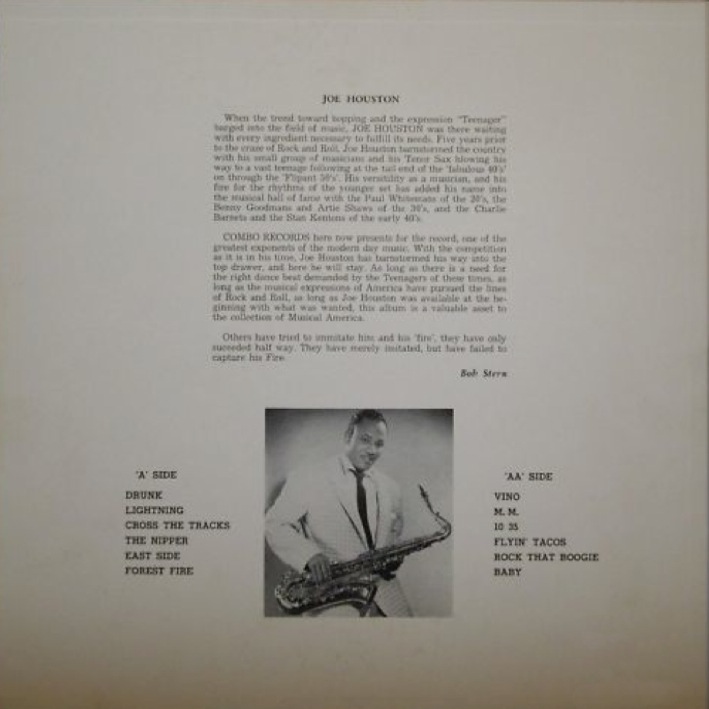 JOE HOUSTON
When the trend toward bopping and the expression "Teenager"
barged into the field of music, JOE HOUSTON was there waiting
with every ingredient necessary to fulfill its needs. Five years prior
to the craze of Rock and Roll, Joe Houston barnstormed the country
with his small group of musicians and his Tenor Sax blowing his
way to a vast teenage following at the tail end of the 'fabulous 40's'
on through the 'Flipant 50's'. His versatility as a musician, and his
fire for the rhythms of the younger set has added his name into
the musical hall of fame with the Paul Whitemans of the 20's, the
Benny Goodmans and Artie Shaws of the 30's, and the Charlie
Barnets and the Stan Kentons of the early 40's.
COMBO RECORDS here now presents for the record, one of the
greatest exponents of the modern day music. With the competition
as it is in his time, Joe Houston has barnstormed his way into the
top drawer, and here he will stay. As long as there is a need for
the right dance beat demanded by the Teenagers of these times, as
long as the musical expressions of America have pursued the lines
of Rock and Roll, as long as Joe Houston was available at the be-
ginning with what was wanted, this album is a valuable asset to
the collection of Musical America.
Others have tried to immitate him and his 'fire', they have only
succeded half way. They have merely imitated, but have failed to
capture his Fire.
Bob Stern
'A' SIDE
DRUNK
LIGHTNING
CROSS THE TRACKS
THE NIPPER
EAST SIDE
FOREST FIRE
'AA' SIDE
VINO
M. M.
10 35
FLYIN' TACOS
ROCK THAT BOOGIE
BABY